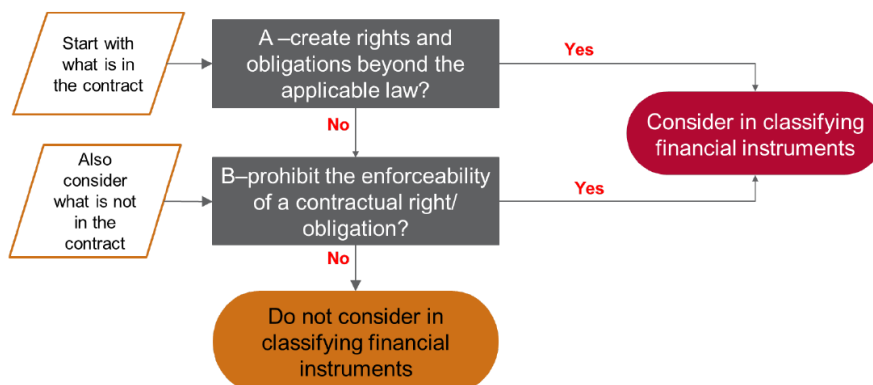 Start with
what is in
the contract
A –create rights and
obligations beyond the
applicable law?
Yes
No
Consider in classifying
financial instruments
Also
consider
what is not
in the
contract
B–prohibit the enforceability
of a contractual right/
obligation?
Yes
No
Do not consider in
classifying financial
instruments